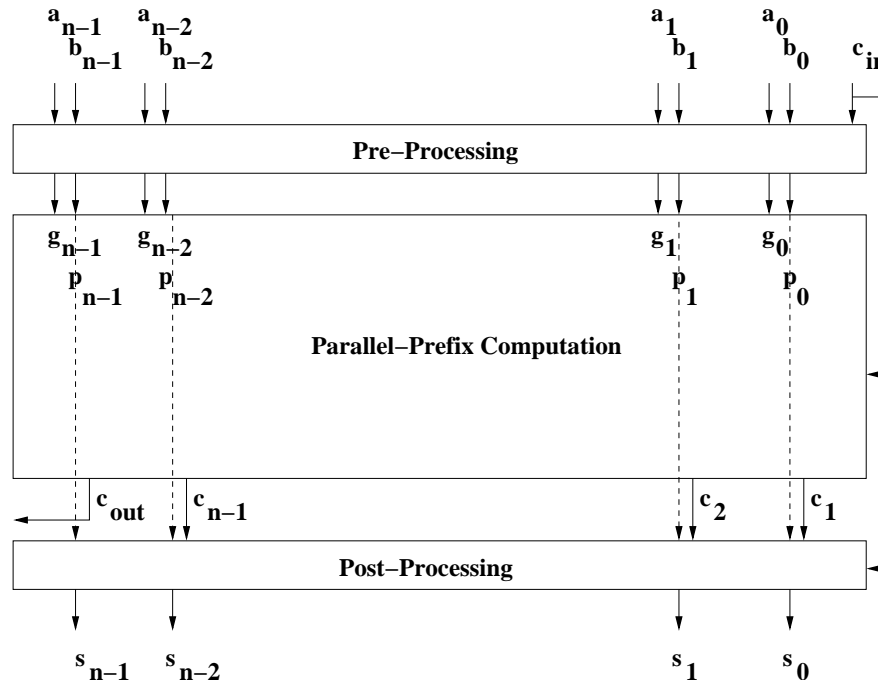 a n−1 a n−2 a 1 a 0
b n−1 b n−2 b 1 b 0 c in
Pre−Processing
g n−1 g n−2 g 1 g 0
p n−1 p n−2 p 1 p 0
Parallel−Prefix Computation
c out c n−1 c 2 c 1
Post−Processing
s n−1 s n−2 s 1 s 0